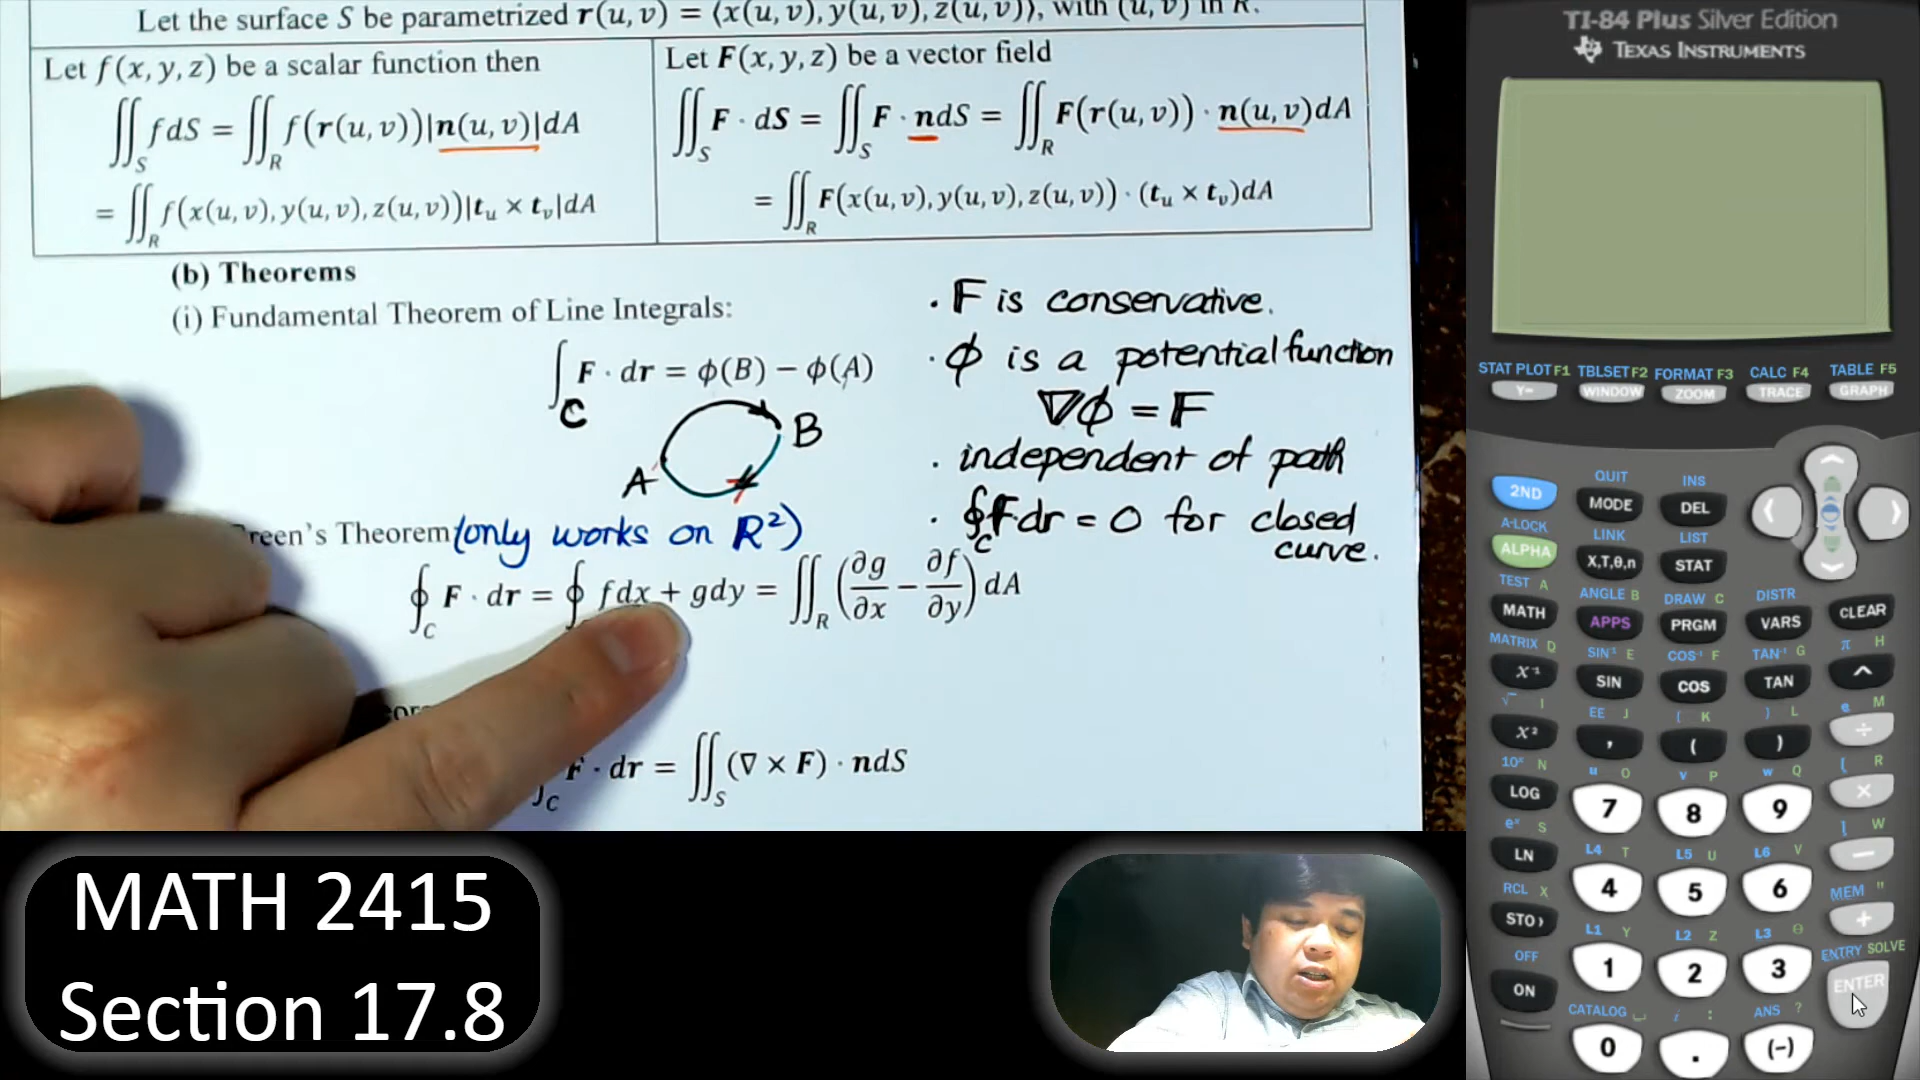 Let the surface S be parametrized r(u, v) = ⟨x(u, v), y(u, v), z(u, v)⟩, with (u, v) in R.
Let f(x, y, z) be a scalar function then
∬_S fdS = ∬_R f(r(u, v))|n(u, v)|dA
= ∬_R f(x(u, v), y(u, v), z(u, v))|t_u × t_v|dA
Let F(x, y, z) be a vector field
∬_S F · dS = ∬_S F · ndS = ∬_R F(r(u, v)) · n(u, v)dA
= ∬_R F(x(u, v), y(u, v), z(u, v)) · (t_u × t_v)dA
(b) Theorems
(i) Fundamental Theorem of Line Integrals:
∫_C F · dr = ϕ(B) − ϕ(A)
A B
· F is conservative.
· ϕ is a potential function
∇ϕ = F
· independent of path
· ∮_C F·dr = 0 for closed
curve.
reen's Theorem (only works on R²)
∮_C F · dr = ∮ fdx + gdy = ∬_R (∂g/∂x − ∂f/∂y) dA
∫_C F · dr = ∬_S (∇ × F) · ndS
MATH 2415
Section 17.8
TI-84 Plus Silver Edition
TEXAS INSTRUMENTS
STAT PLOT F1 TBLSET F2 FORMAT F3 CALC F4 TABLE F5
Y= WINDOW ZOOM TRACE GRAPH
QUIT INS
2ND MODE DEL
A-LOCK LINK LIST
ALPHA X,T,θ,n STAT
TEST A ANGLE B DRAW C DISTR
MATH APPS PRGM VARS CLEAR
MATRIX D SIN⁻¹ E COS⁻¹ F TAN⁻¹ G π H
X⁻¹ SIN COS TAN ^
√ I EE J { K } L e M
X² , ( ) ÷
10ˣ N u O v P w Q [ R
LOG 7 8 9 ×
eˣ S L4 T L5 U L6 V ] W
LN 4 5 6 −
RCL X L1 Y L2 Z L3 θ MEM "
STO› 1 2 3 +
OFF CATALOG i : ANS ? ENTRY SOLVE
ON 0 . (-) ENTER